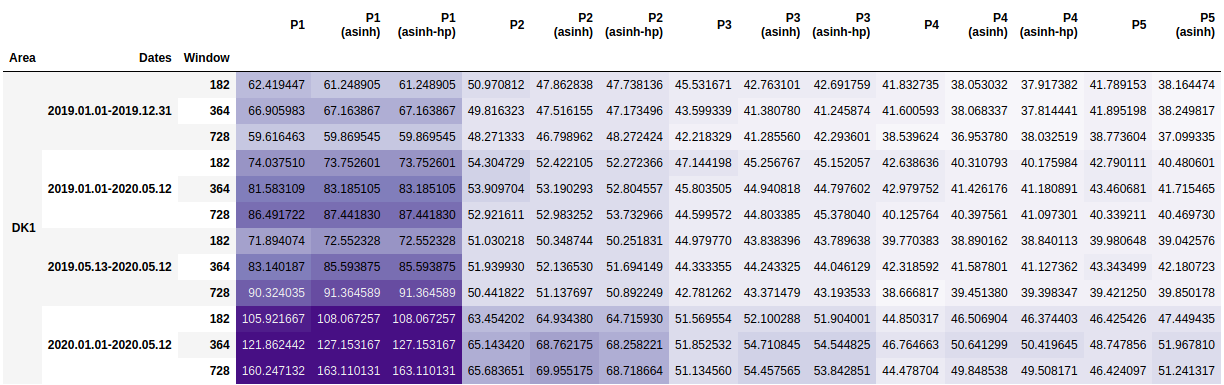 P1 P1 (asinh) P1 (asinh-hp) P2 P2 (asinh) P2 (asinh-hp) P3 P3 (asinh) P3 (asinh-hp) P4 P4 (asinh) P4 (asinh-hp) P5 P5 (asinh)
Area Dates Window
182 62.419447 61.248905 61.248905 50.970812 47.862838 47.738136 45.531671 42.763101 42.691759 41.832735 38.053032 37.917382 41.789153 38.164474
2019.01.01-2019.12.31 364 66.905983 67.163867 67.163867 49.816323 47.516155 47.173496 43.599339 41.380780 41.245874 41.600593 38.068337 37.814441 41.895198 38.249817
728 59.616463 59.869545 59.869545 48.271333 46.798962 48.272424 42.218329 41.285560 42.293601 38.539624 36.953780 38.032519 38.773604 37.099335
182 74.037510 73.752601 73.752601 54.304729 52.422105 52.272366 47.144198 45.256767 45.152057 42.638636 40.310793 40.175984 42.790111 40.480601
2019.01.01-2020.05.12 364 81.583109 83.185105 83.185105 53.909704 53.190293 52.804557 45.803505 44.940818 44.797602 42.979752 41.426176 41.180891 43.460681 41.715465
728 86.491722 87.441830 87.441830 52.921611 52.983252 53.732966 44.599572 44.803385 45.378040 40.125764 40.397561 41.097301 40.339211 40.469730
DK1
182 71.894074 72.552328 72.552328 51.030218 50.348744 50.251831 44.979770 43.838396 43.789638 39.770383 38.890162 38.840113 39.980648 39.042576
2019.05.13-2020.05.12 364 83.140187 85.593875 85.593875 51.939930 52.136530 51.694149 44.333355 44.243325 44.046129 42.318592 41.587801 41.127362 43.343499 42.180723
728 90.324035 91.364589 91.364589 50.441822 51.137697 50.892249 42.781262 43.371479 43.193533 38.666817 39.451380 39.398347 39.421250 39.850178
182 105.921667 108.067257 108.067257 63.454202 64.934380 64.715930 51.569554 52.100288 51.904001 44.850317 46.506904 46.374403 46.425426 47.449435
2020.01.01-2020.05.12 364 121.862442 127.153167 127.153167 65.143420 68.762175 68.258221 51.852532 54.710845 54.544825 46.764663 50.641299 50.419645 48.747856 51.967810
728 160.247132 163.110131 163.110131 65.683651 69.955175 68.718664 51.134560 54.457565 53.842851 44.478704 49.848538 49.508171 46.424097 51.241317